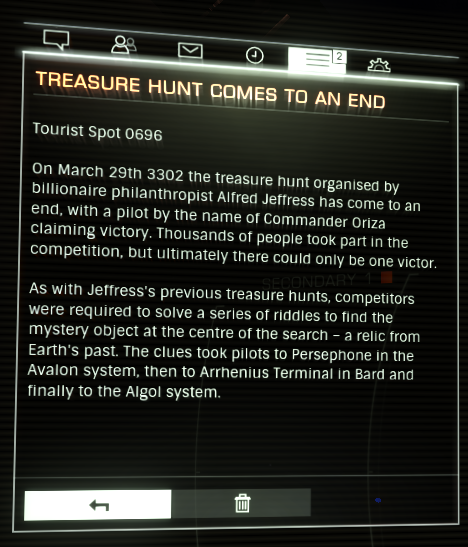 2
TREASURE HUNT COMES TO AN END
Tourist Spot 0696
On March 29th 3302 the treasure hunt organised by
billionaire philanthropist Alfred Jeffress has come to an
end, with a pilot by the name of Commander Oriza
claiming victory. Thousands of people took part in the
competition, but ultimately there could only be one victor.
SECONDARY 1
As with Jeffress's previous treasure hunts, competitors
were required to solve a series of riddles to find the
mystery object at the centre of the search – a relic from
Earth's past. The clues took pilots to Persephone in the
Avalon system, then to Arrhenius Terminal in Bard and
finally to the Algol system.